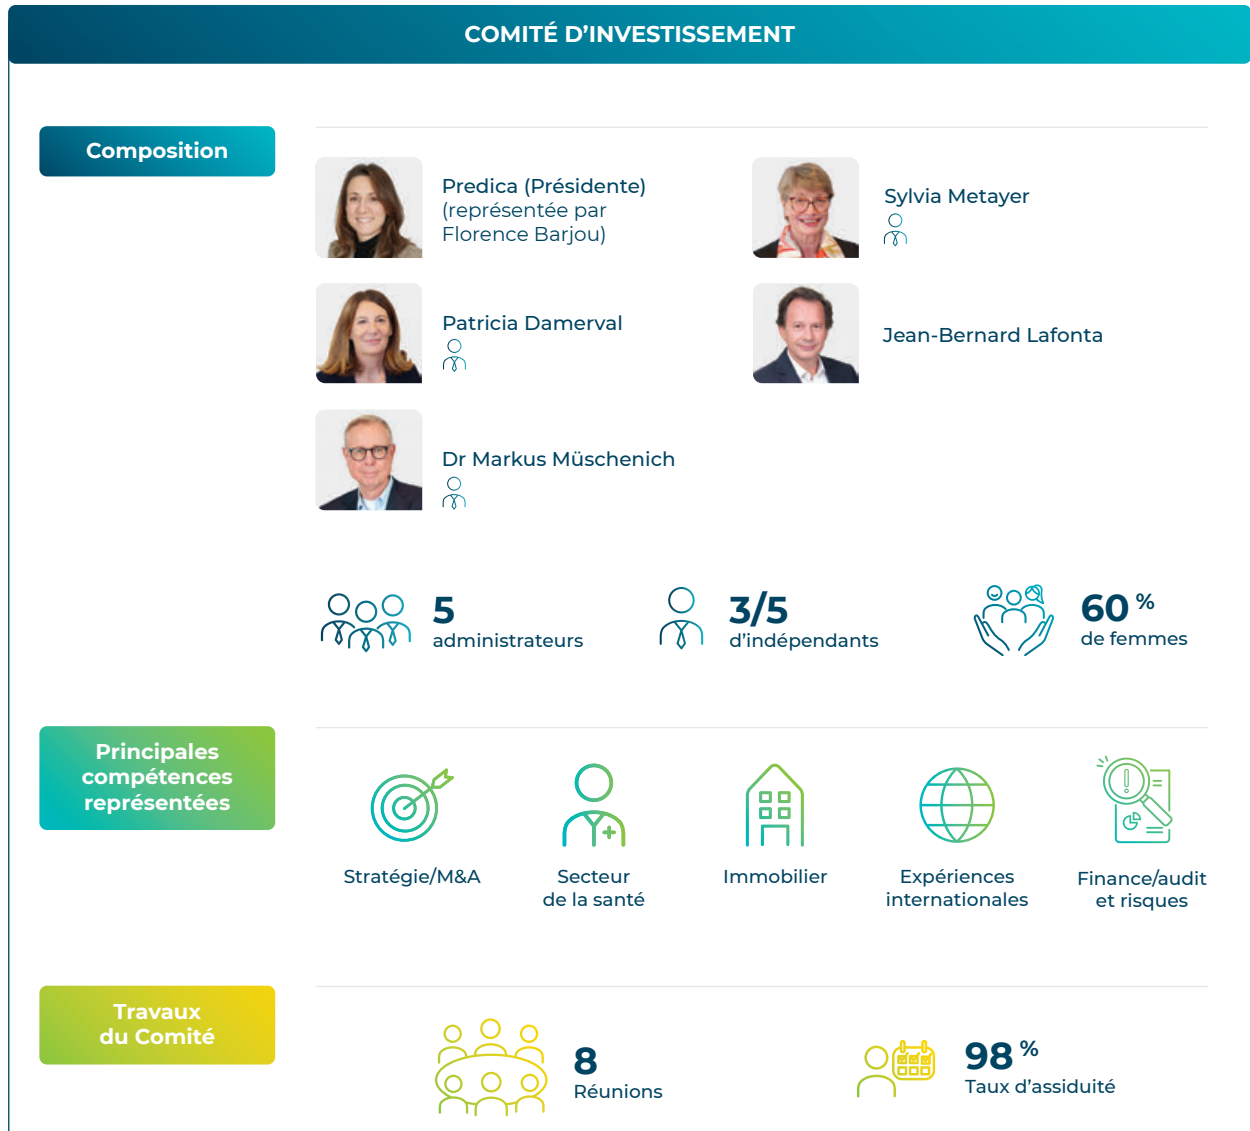 COMITÉ D’INVESTISSEMENT
Composition
Predica (Présidente)
(représentée par
Florence Barjou)
Sylvia Metayer
Patricia Damerval
Jean-Bernard Lafonta
Dr Markus Müschenich
5
administrateurs
3/5
d’indépendants
60 %
de femmes
Principales
compétences
représentées
Stratégie/M&A
Secteur
de la santé
Immobilier
Expériences
internationales
Finance/audit
et risques
Travaux
du Comité
8
Réunions
98 %
Taux d’assiduité